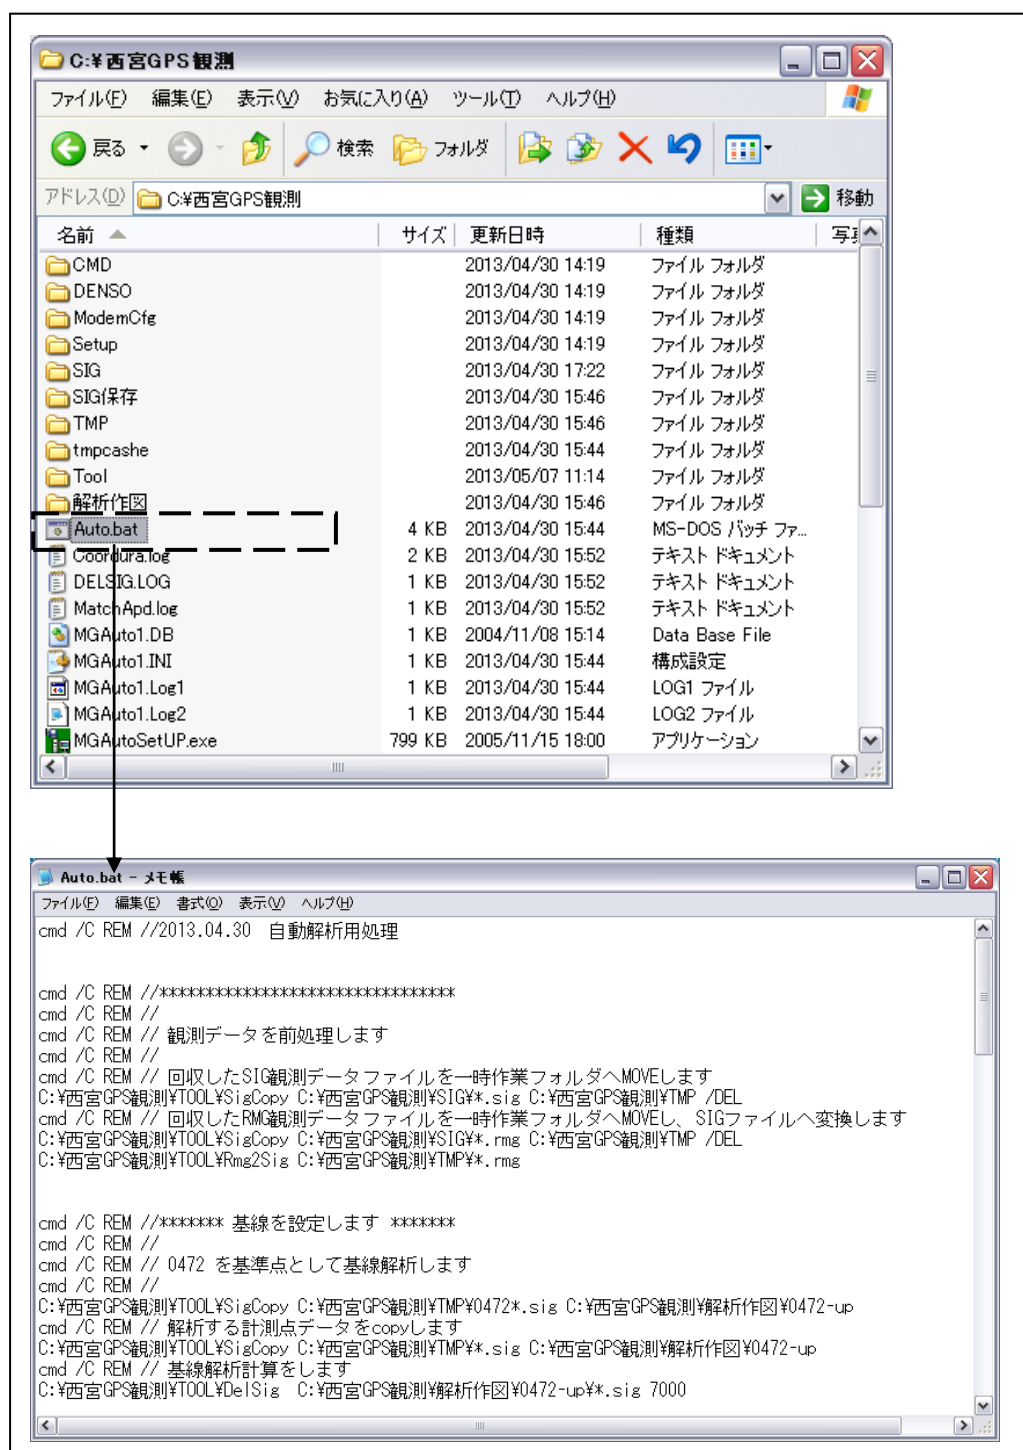 C:¥西宮GPS観測
ファイル(F) 編集(E) 表示(V) お気に入り(A) ツール(T) ヘルプ(H)
戻る 検索 フォルダ
アドレス(D) C:¥西宮GPS観測 移動
名前 サイズ 更新日時 種類
CMD 2013/04/30 14:19 ファイル フォルダ
DENSO 2013/04/30 14:19 ファイル フォルダ
ModemCfg 2013/04/30 14:19 ファイル フォルダ
Setup 2013/04/30 14:19 ファイル フォルダ
SIG 2013/04/30 17:22 ファイル フォルダ
SIG保存 2013/04/30 15:46 ファイル フォルダ
TMP 2013/04/30 15:46 ファイル フォルダ
tmpcashe 2013/04/30 15:44 ファイル フォルダ
Tool 2013/05/07 11:14 ファイル フォルダ
解析作図 2013/04/30 15:46 ファイル フォルダ
Auto.bat 4 KB 2013/04/30 15:44 MS-DOS バッチ ファ...
Coordura.log 2 KB 2013/04/30 15:52 テキスト ドキュメント
DELSIG.LOG 1 KB 2013/04/30 15:52 テキスト ドキュメント
MatchApd.log 1 KB 2013/04/30 15:52 テキスト ドキュメント
MGAuto1.DB 1 KB 2004/11/08 15:14 Data Base File
MGAuto1.INI 1 KB 2013/04/30 15:44 構成設定
MGAuto1.Log1 1 KB 2013/04/30 15:44 LOG1 ファイル
MGAuto1.Log2 1 KB 2013/04/30 15:44 LOG2 ファイル
MGAutoSetUP.exe 799 KB 2005/11/15 18:00 アプリケーション
Auto.bat - メモ帳
ファイル(F) 編集(E) 書式(O) 表示(V) ヘルプ(H)
cmd /C REM //2013.04.30 自動解析用処理
cmd /C REM //********************************
cmd /C REM //
cmd /C REM // 観測データを前処理します
cmd /C REM //
cmd /C REM // 回収したSIG観測データファイルを一時作業フォルダへMOVEします
C:¥西宮GPS観測¥TOOL¥SigCopy C:¥西宮GPS観測¥SIG¥*.sig C:¥西宮GPS観測¥TMP /DEL
cmd /C REM // 回収したRMG観測データファイルを一時作業フォルダへMOVEし、SIGファイルへ変換します
C:¥西宮GPS観測¥TOOL¥SigCopy C:¥西宮GPS観測¥SIG¥*.rmg C:¥西宮GPS観測¥TMP /DEL
C:¥西宮GPS観測¥TOOL¥Rmg2Sig C:¥西宮GPS観測¥TMP¥*.rmg
cmd /C REM //******* 基線を設定します *******
cmd /C REM //
cmd /C REM // 0472 を基準点として基線解析します
cmd /C REM //
C:¥西宮GPS観測¥TOOL¥SigCopy C:¥西宮GPS観測¥TMP¥0472*.sig C:¥西宮GPS観測¥解析作図¥0472-up
cmd /C REM // 解析する計測点データをcopyします
C:¥西宮GPS観測¥TOOL¥SigCopy C:¥西宮GPS観測¥TMP¥*.sig C:¥西宮GPS観測¥解析作図¥0472-up
cmd /C REM // 基線解析計算をします
C:¥西宮GPS観測¥TOOL¥DelSig C:¥西宮GPS観測¥解析作図¥0472-up¥*.sig 7000